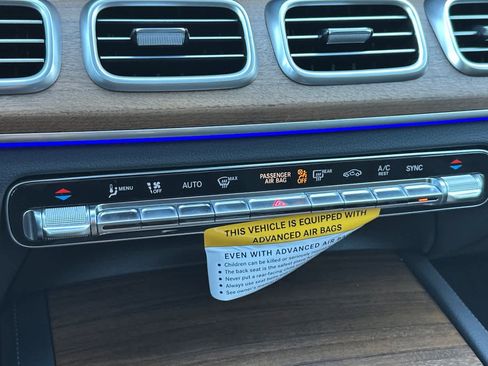 MENU OFF AUTO MAX PASSENGER AIR BAG OFF REAR A/C REST SYNC
THIS VEHICLE IS EQUIPPED WITH
ADVANCED AIR BAGS
EVEN WITH ADVANCED AIR
• Children can be killed or seriously
• The back seat is the safest place
• Never put a rear-facing
• Always use seat
• See owner's